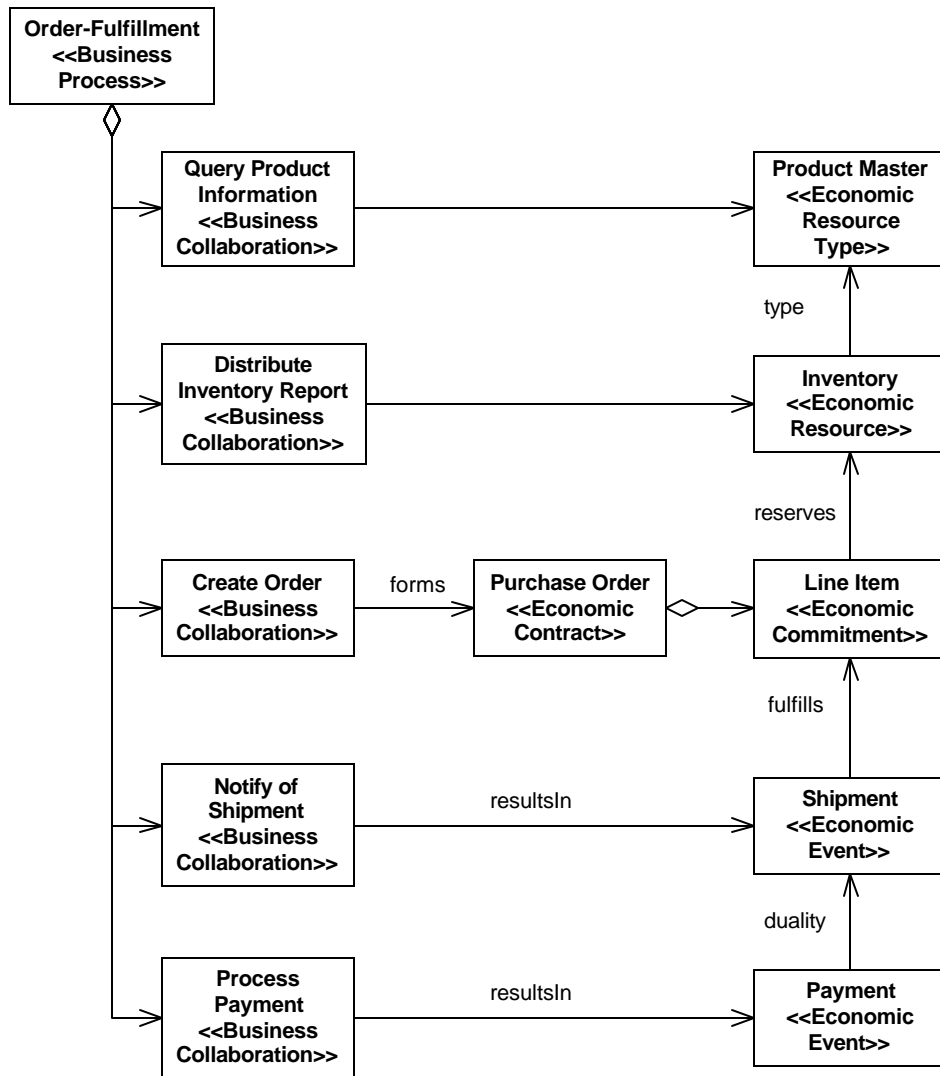 Order-Fulfillment
<<Business
Process>>
Query Product
Information
<<Business
Collaboration>>
Product Master
<<Economic
Resource
Type>>
type
Distribute
Inventory Report
<<Business
Collaboration>>
Inventory
<<Economic
Resource>>
reserves
Create Order
<<Business
Collaboration>>
forms
Purchase Order
<<Economic
Contract>>
Line Item
<<Economic
Commitment>>
fulfills
Notify of
Shipment
<<Business
Collaboration>>
resultsIn
Shipment
<<Economic
Event>>
duality
Process
Payment
<<Business
Collaboration>>
resultsIn
Payment
<<Economic
Event>>